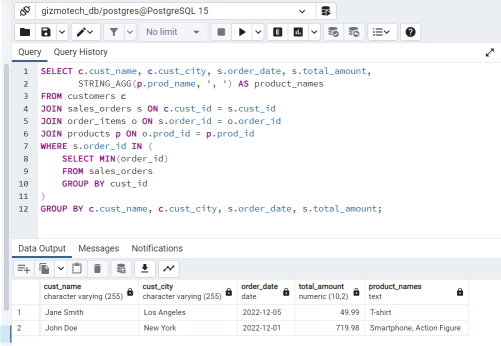 gizmotech_db/postgres@PostgreSQL 15
No limit
Query Query History
1 SELECT c.cust_name, c.cust_city, s.order_date, s.total_amount,
2 STRING_AGG(p.prod_name, ', ') AS product_names
3 FROM customers c
4 JOIN sales_orders s ON c.cust_id = s.cust_id
5 JOIN order_items o ON s.order_id = o.order_id
6 JOIN products p ON o.prod_id = p.prod_id
7 WHERE s.order_id IN (
8 SELECT MIN(order_id)
9 FROM sales_orders
10 GROUP BY cust_id
11 )
12 GROUP BY c.cust_name, c.cust_city, s.order_date, s.total_amount;
Data Output Messages Notifications
cust_name cust_city order_date total_amount product_names
character varying (255) character varying (255) date numeric (10,2) text
1 Jane Smith Los Angeles 2022-12-05 49.99 T-shirt
2 John Doe New York 2022-12-01 719.98 Smartphone, Action Figure